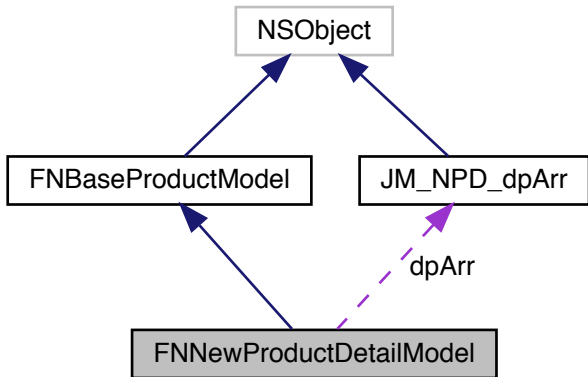 NSObject
FNBaseProductModel
JM_NPD_dpArr
dpArr
FNNewProductDetailModel